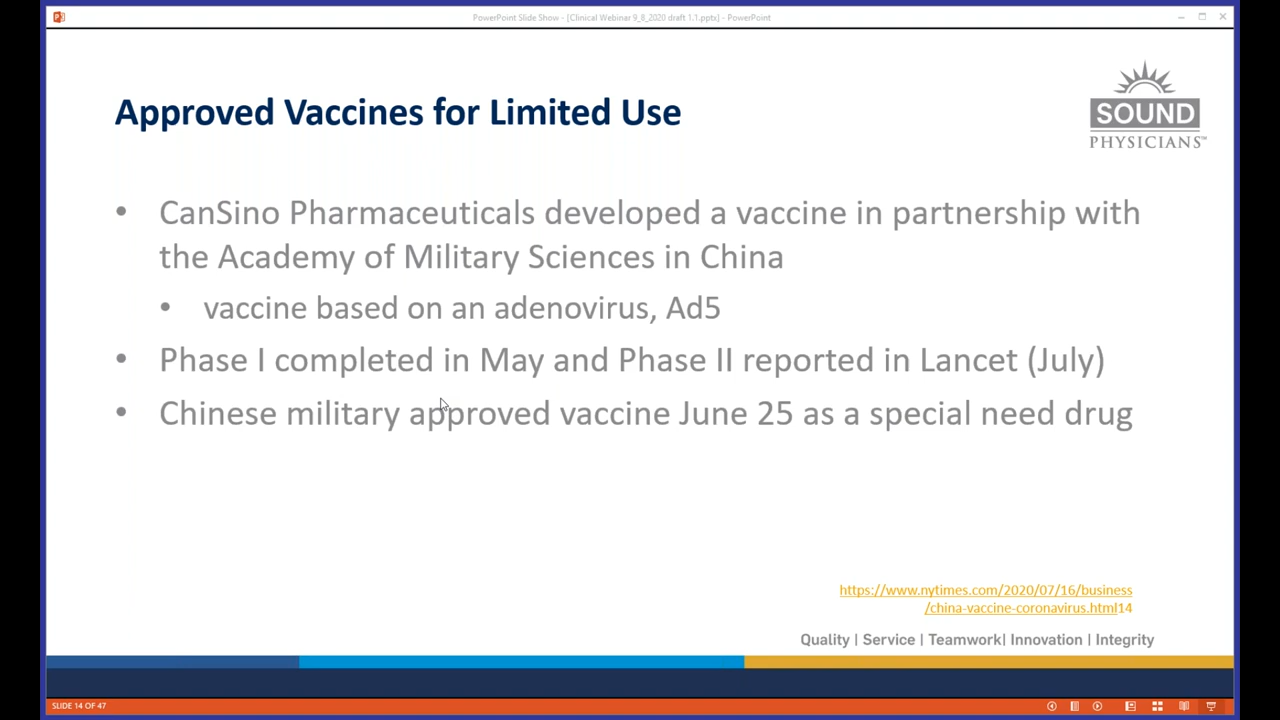 PowerPoint Slide Show - [Clinical Webinar 9_8_2020 draft 1.1.pptx] - PowerPoint
Approved Vaccines for Limited Use
SOUND
PHYSICIANS™
• CanSino Pharmaceuticals developed a vaccine in partnership with
the Academy of Military Sciences in China
• vaccine based on an adenovirus, Ad5
• Phase I completed in May and Phase II reported in Lancet (July)
• Chinese military approved vaccine June 25 as a special need drug
https://www.nytimes.com/2020/07/16/business
/china-vaccine-coronavirus.html14
Quality | Service | Teamwork| Innovation | Integrity
SLIDE 14 OF 47